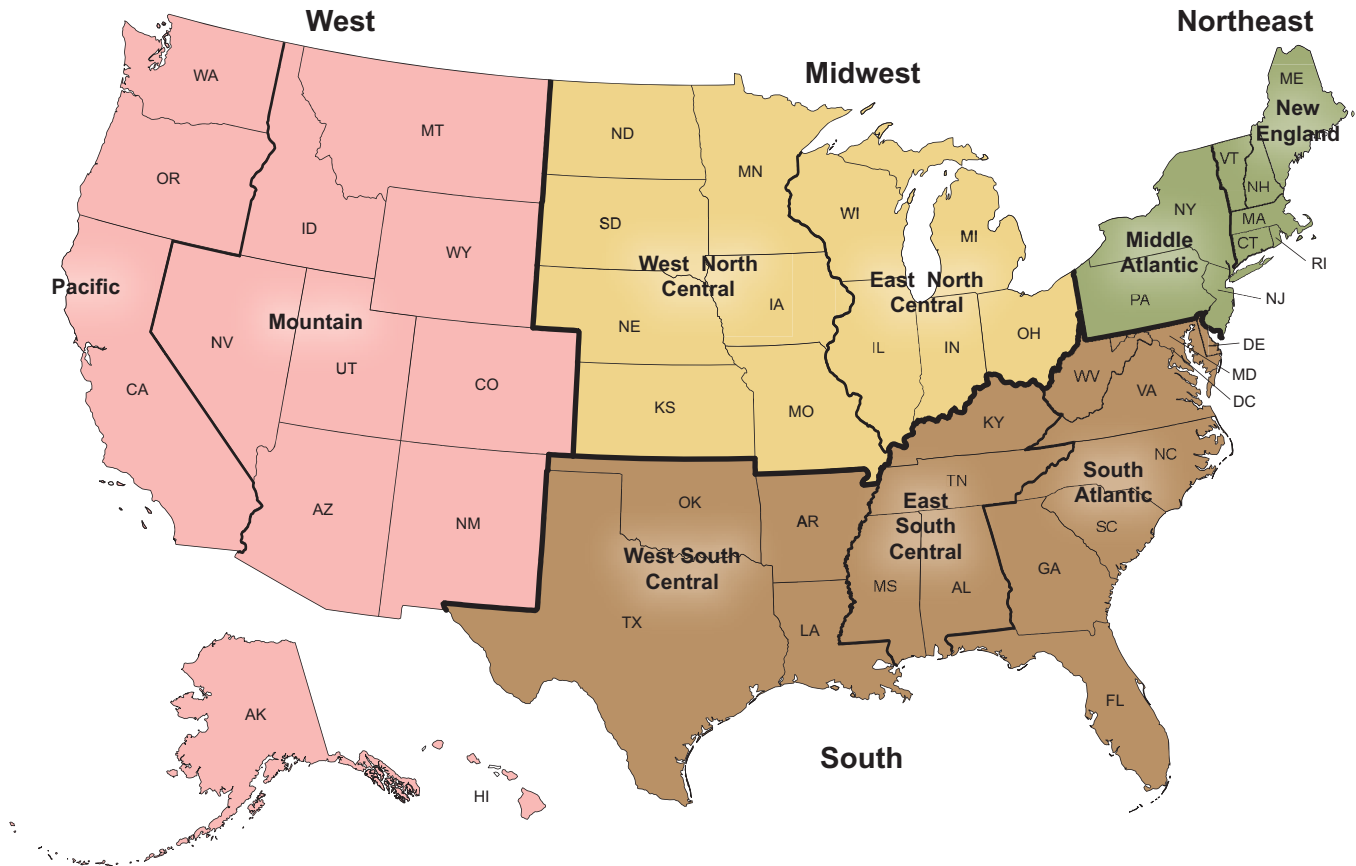 West
Northeast
Midwest
WA
ME
New
England
MT
ND
MN
VT
NH
OR
ID
SD
WI
MI
NY
MA
CT
RI
WY
West North
Central
East North
Central
Middle
Atlantic
Pacific
Mountain
IA
PA
NJ
NV
UT
NE
IL
IN
OH
DE
MD
DC
CA
CO
KS
MO
WV
VA
KY
NC
AZ
NM
OK
AR
TN
East
South
Central
South
Atlantic
SC
West South
Central
MS
AL
GA
TX
LA
AK
FL
HI
South